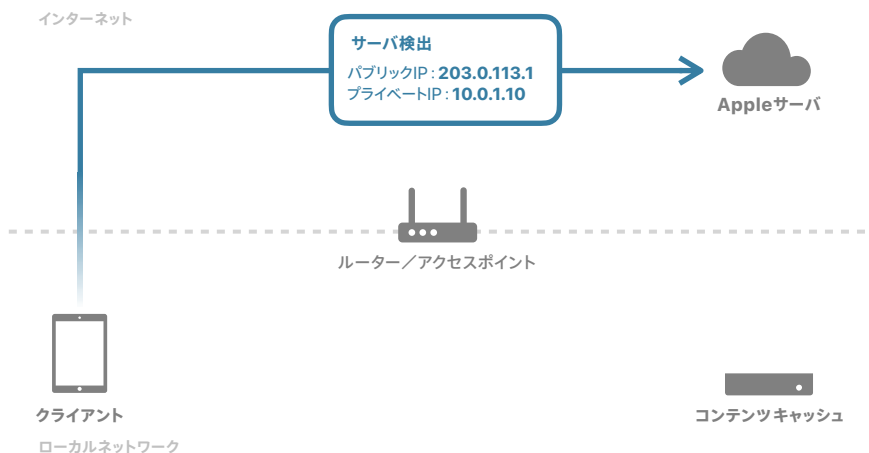 インターネット
サーバ検出
パブリックIP：203.0.113.1
プライベートIP：10.0.1.10
Appleサーバ
ルーター／アクセスポイント
クライアント
コンテンツキャッシュ
ローカルネットワーク